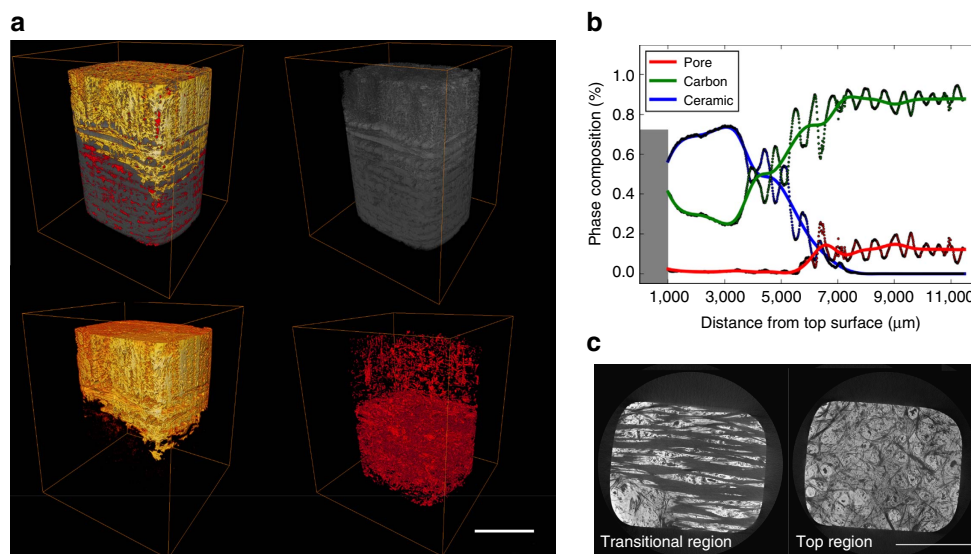 a
b
Pore
Carbon
Ceramic
Phase composition (%)
1.0
0.8
0.6
0.4
0.2
0.0
1,000 3,000 5,000 7,000 9,000 11,000
Distance from top surface (μm)
c
Transitional region
Top region